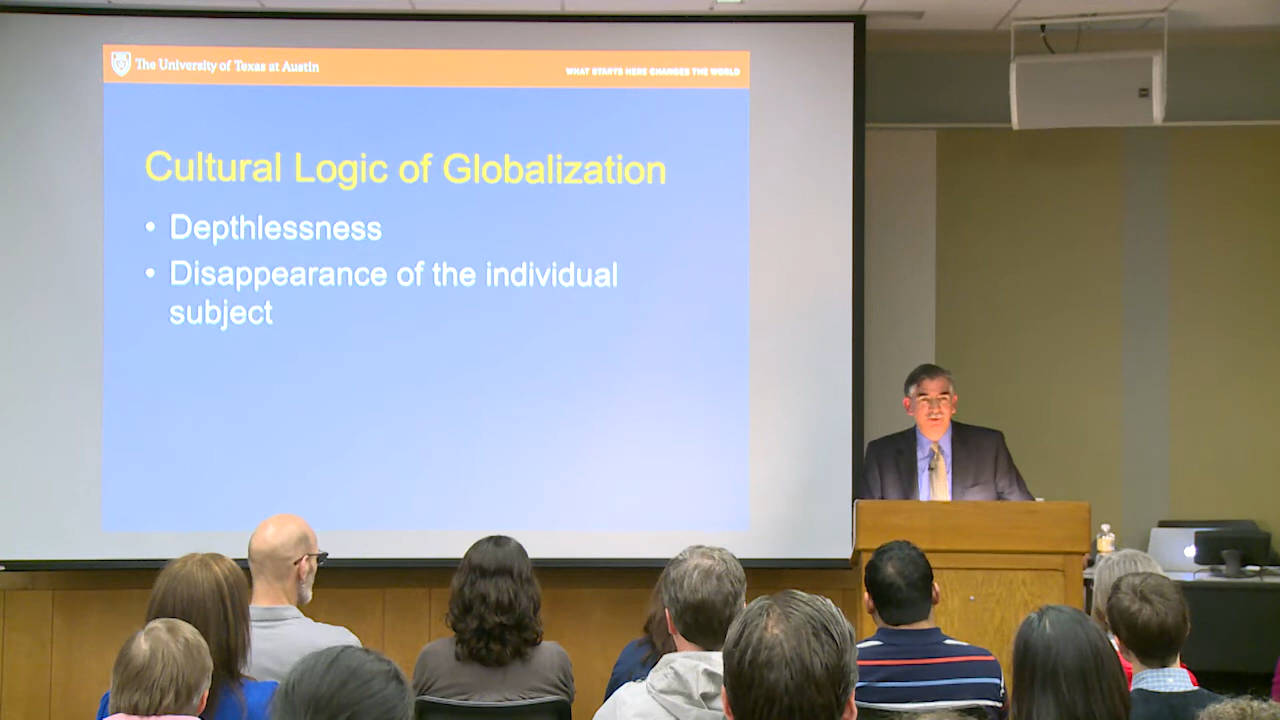 The University of Texas at Austin
WHAT STARTS HERE CHANGES THE WORLD
Cultural Logic of Globalization
• Depthlessness
• Disappearance of the individual
subject